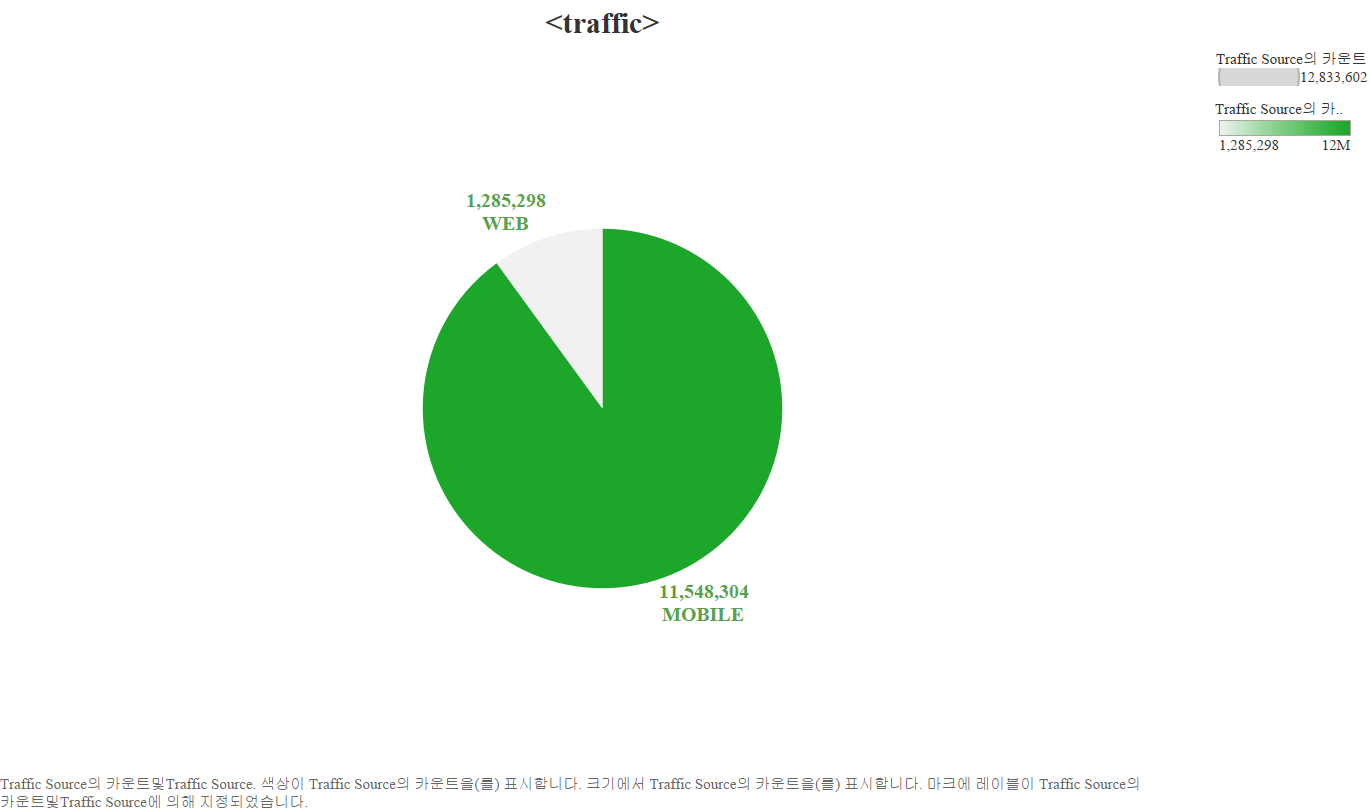 <traffic>
Traffic Source의 카운트
12,833,602
Traffic Source의 카..
1,285,298 12M
1,285,298
WEB
11,548,304
MOBILE
Traffic Source의 카운트및Traffic Source. 색상이 Traffic Source의 카운트을(를) 표시합니다. 크기에서 Traffic Source의 카운트을(를) 표시합니다. 마크에 레이블이 Traffic Source의
카운트및Traffic Source에 의해 지정되었습니다.